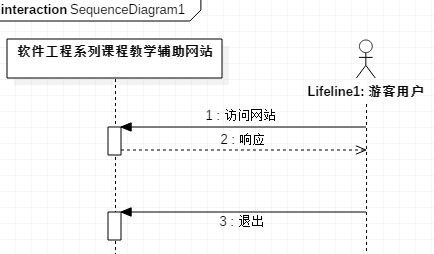 interaction SequenceDiagram1
软件工程系列课程教学辅助网站
Lifeline1: 游客用户
1 : 访问网站
2 : 响应
3 : 退出